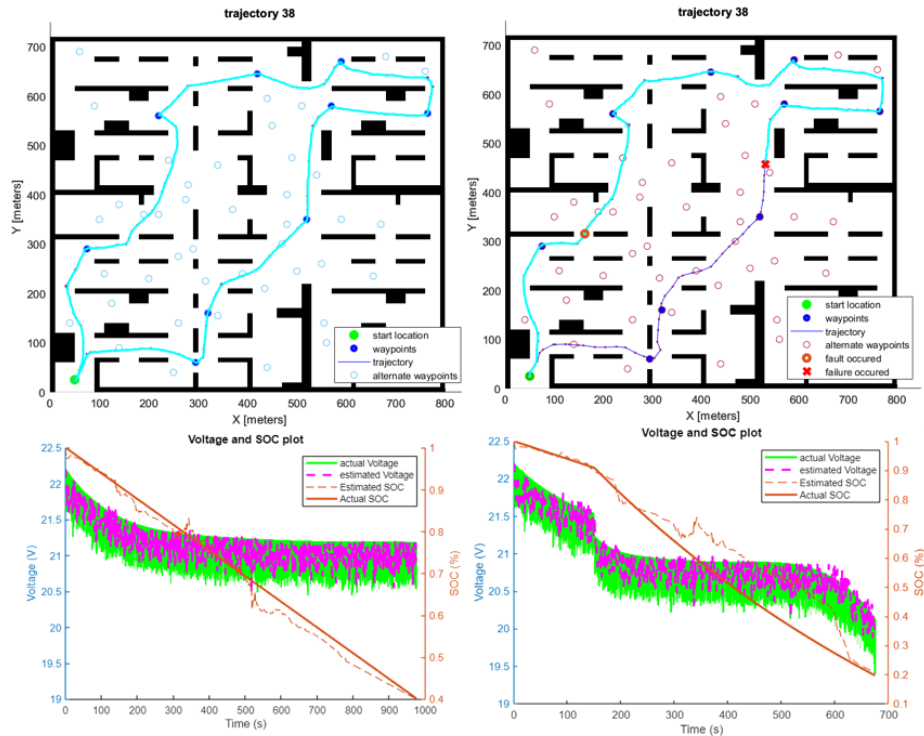 trajectory 38
Y [meters]
700
600
500
400
300
200
100
0
0 100 200 300 400 500 600 700 800
X [meters]
start location
waypoints
trajectory
alternate waypoints
trajectory 38
Y [meters]
700
600
500
400
300
200
100
0
0 100 200 300 400 500 600 700 800
X [meters]
start location
waypoints
trajectory
alternate waypoints
fault occured
failure occured
Voltage and SOC plot
Voltage (V)
22.5
22
21.5
21
20.5
20
19.5
19
actual Voltage
estimated Voltage
Estimated SOC
Actual SOC
1
0.9
0.8
0.7
0.6
0.5
0.4
SOC (%)
0 100 200 300 400 500 600 700 800 900 1000
Time (s)
Voltage and SOC plot
Voltage (V)
22.5
22
21.5
21
20.5
20
19.5
19
actual Voltage
estimated Voltage
Estimated SOC
Actual SOC
1
0.9
0.8
0.7
0.6
0.5
0.4
0.3
0.2
0.1
SOC (%)
0 100 200 300 400 500 600 700
Time (s)